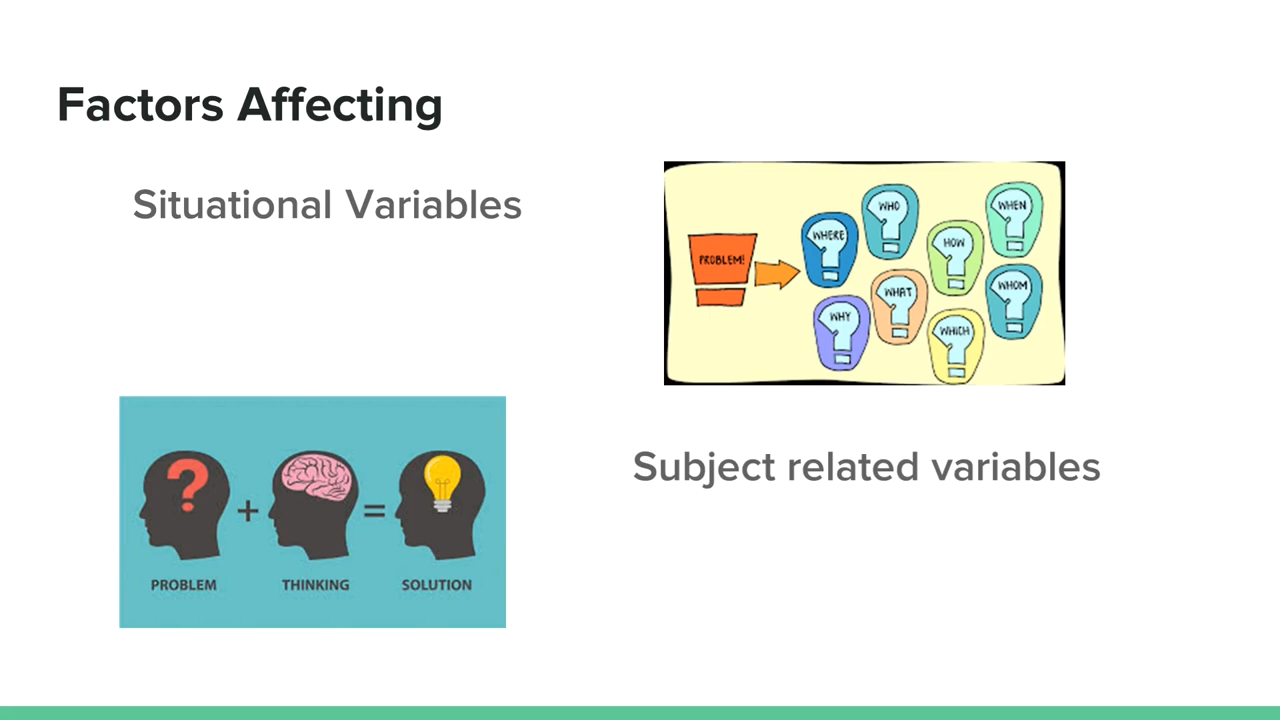 Factors Affecting
Situational Variables
PROBLEM!
WHERE
WHO
WHEN
HOW
WHAT
WHOM
WHY
WHICH
?
+
=
PROBLEM
THINKING
SOLUTION
Subject related variables